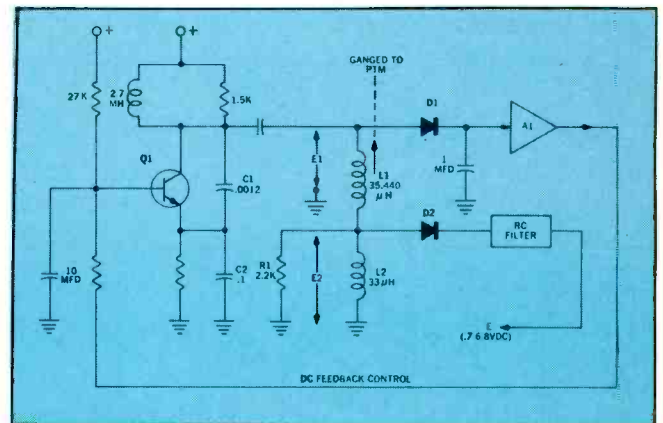 +
+
GANGED TO
PTM
27K
2.7
MH
1.5K
D1
A1
Q1
E1
L1
35.440
μH
1
MFD
C1
.0012
D2
RC
FILTER
10
MFD
C2
.1
R1
2.2K
E2
L2
33μH
E
(.7 6.8VDC)
DC FEEDBACK CONTROL